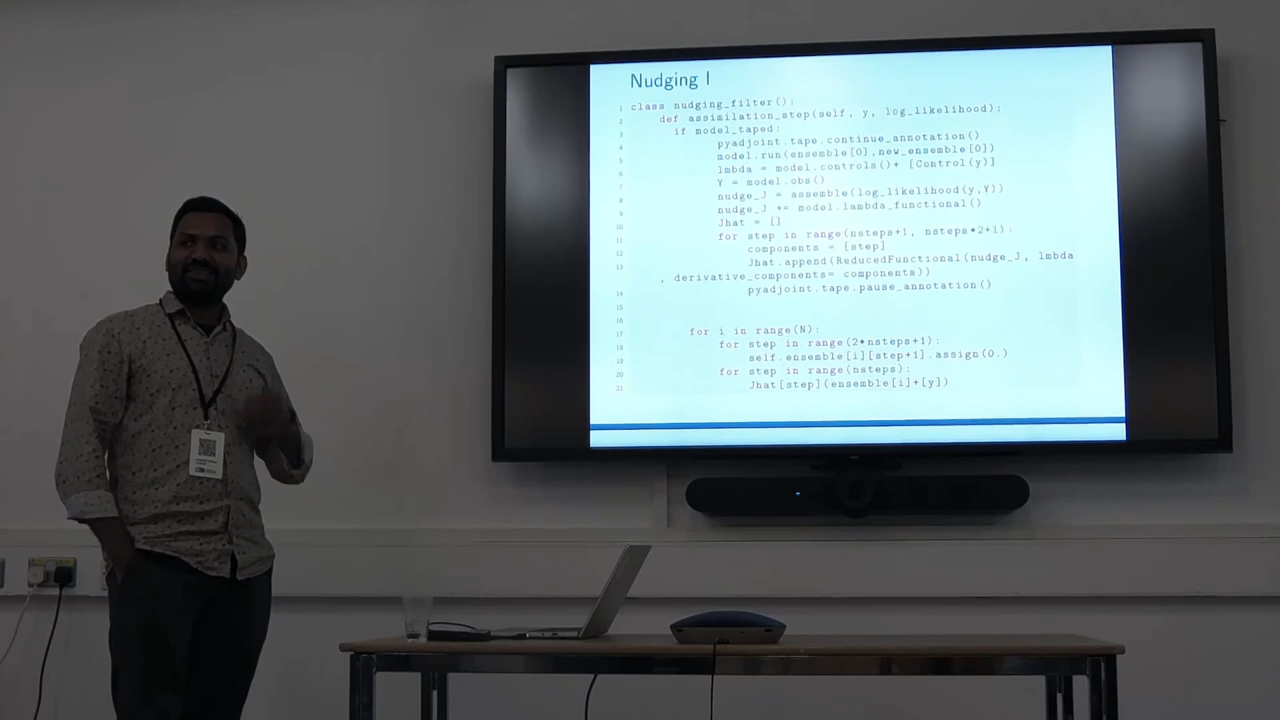 Nudging I
1 class nudging_filter():
2 def assimilation_step(self, y, log_likelihood):
3 if model_taped:
4 pyadjoint.tape.continue_annotation()
5 model.run(ensemble[0],new_ensemble[0])
6 lmbda = model.controls()+ [Control(y)]
7 Y = model.obs()
8 nudge_J = assemble(log_likelihood(y,Y))
9 nudge_J += model.lambda_functional()
10 Jhat = []
11 for step in range(nsteps+1, nsteps*2+1):
12 components = [step]
13 Jhat.append(ReducedFunctional(nudge_J, lmbda
, derivative_components= components))
14 pyadjoint.tape.pause_annotation()
15
16
17 for i in range(N):
18 for step in range(2*nsteps+1):
19 self.ensemble[i][step+1].assign(0.)
20 for step in range(nsteps):
21 Jhat[step](ensemble[i]+[y])